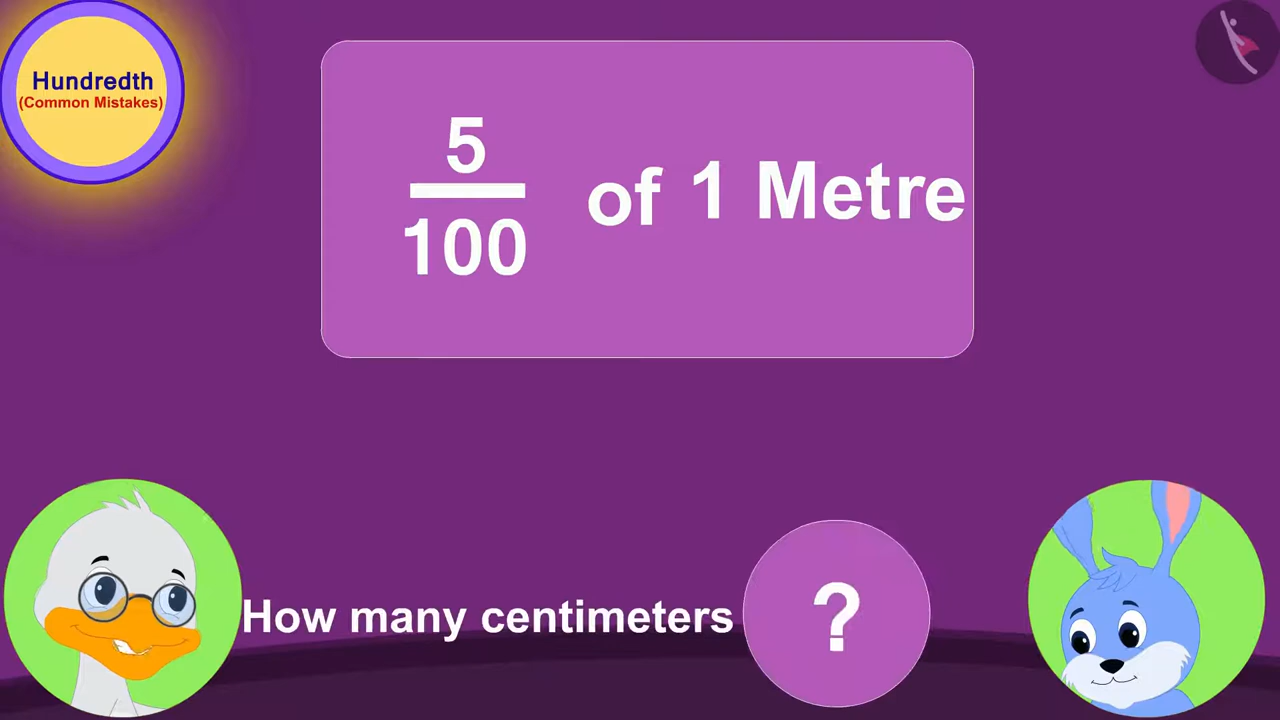 Hundredth
(Common Mistakes)
5
100
of 1 Metre
How many centimeters ?